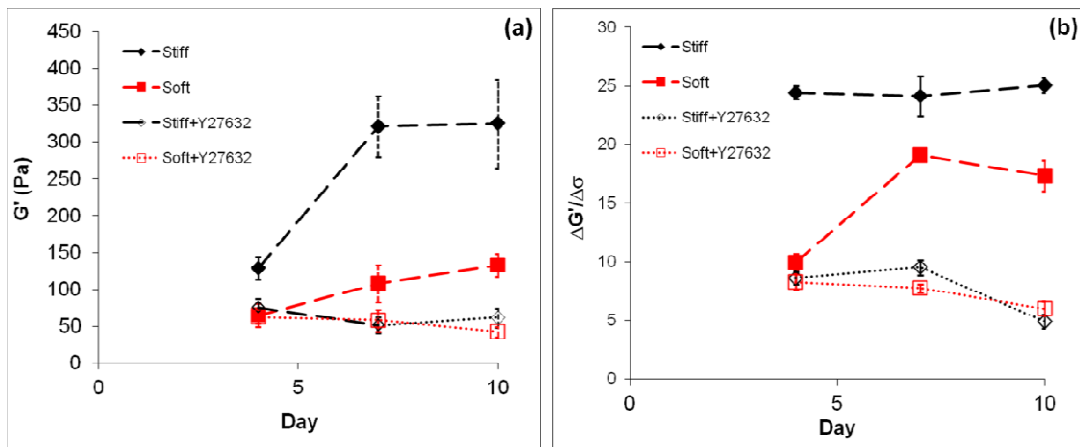 (a)
Stiff
Soft
Stiff+Y27632
Soft+Y27632
G' (Pa)
450
400
350
300
250
200
150
100
50
0
0 5 10
Day
(b)
Stiff
Soft
Stiff+Y27632
Soft+Y27632
ΔG'/Δσ
30
25
20
15
10
5
0
0 5 10
Day